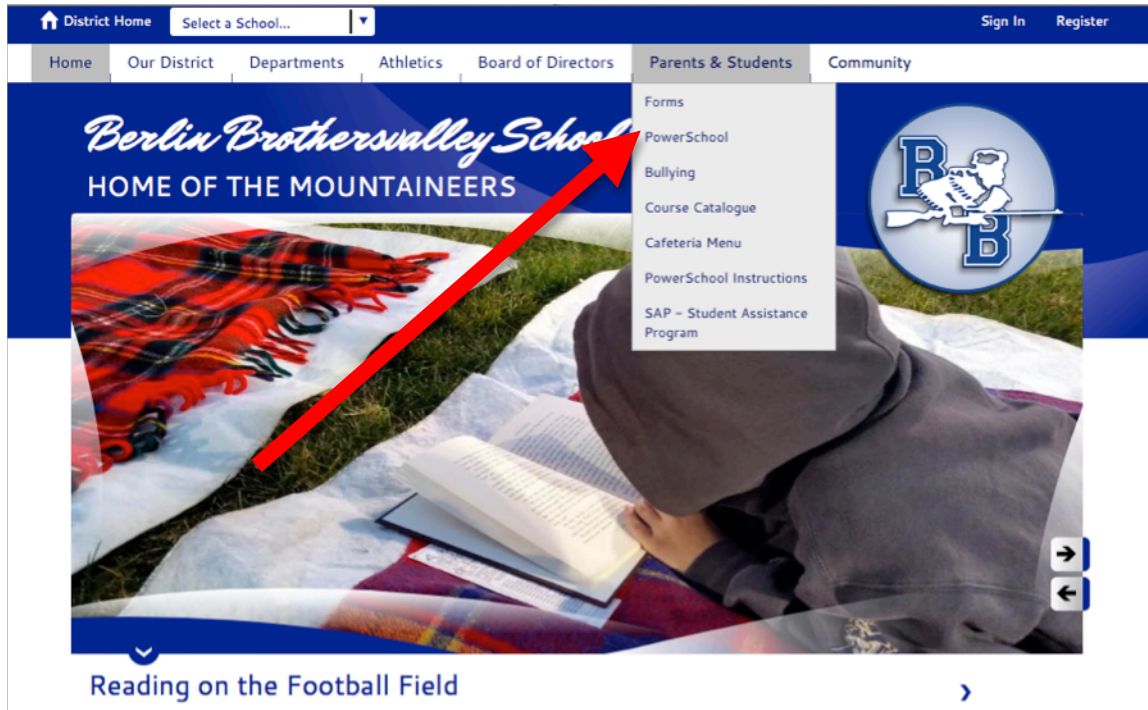 District Home Select a School... Sign In Register
Home Our District Departments Athletics Board of Directors Parents & Students Community
Forms
PowerSchool
Bullying
Course Catalogue
Cafeteria Menu
PowerSchool Instructions
SAP – Student Assistance
Program
Berlin Brothersvalley School
HOME OF THE MOUNTAINEERS
B
B
Reading on the Football Field